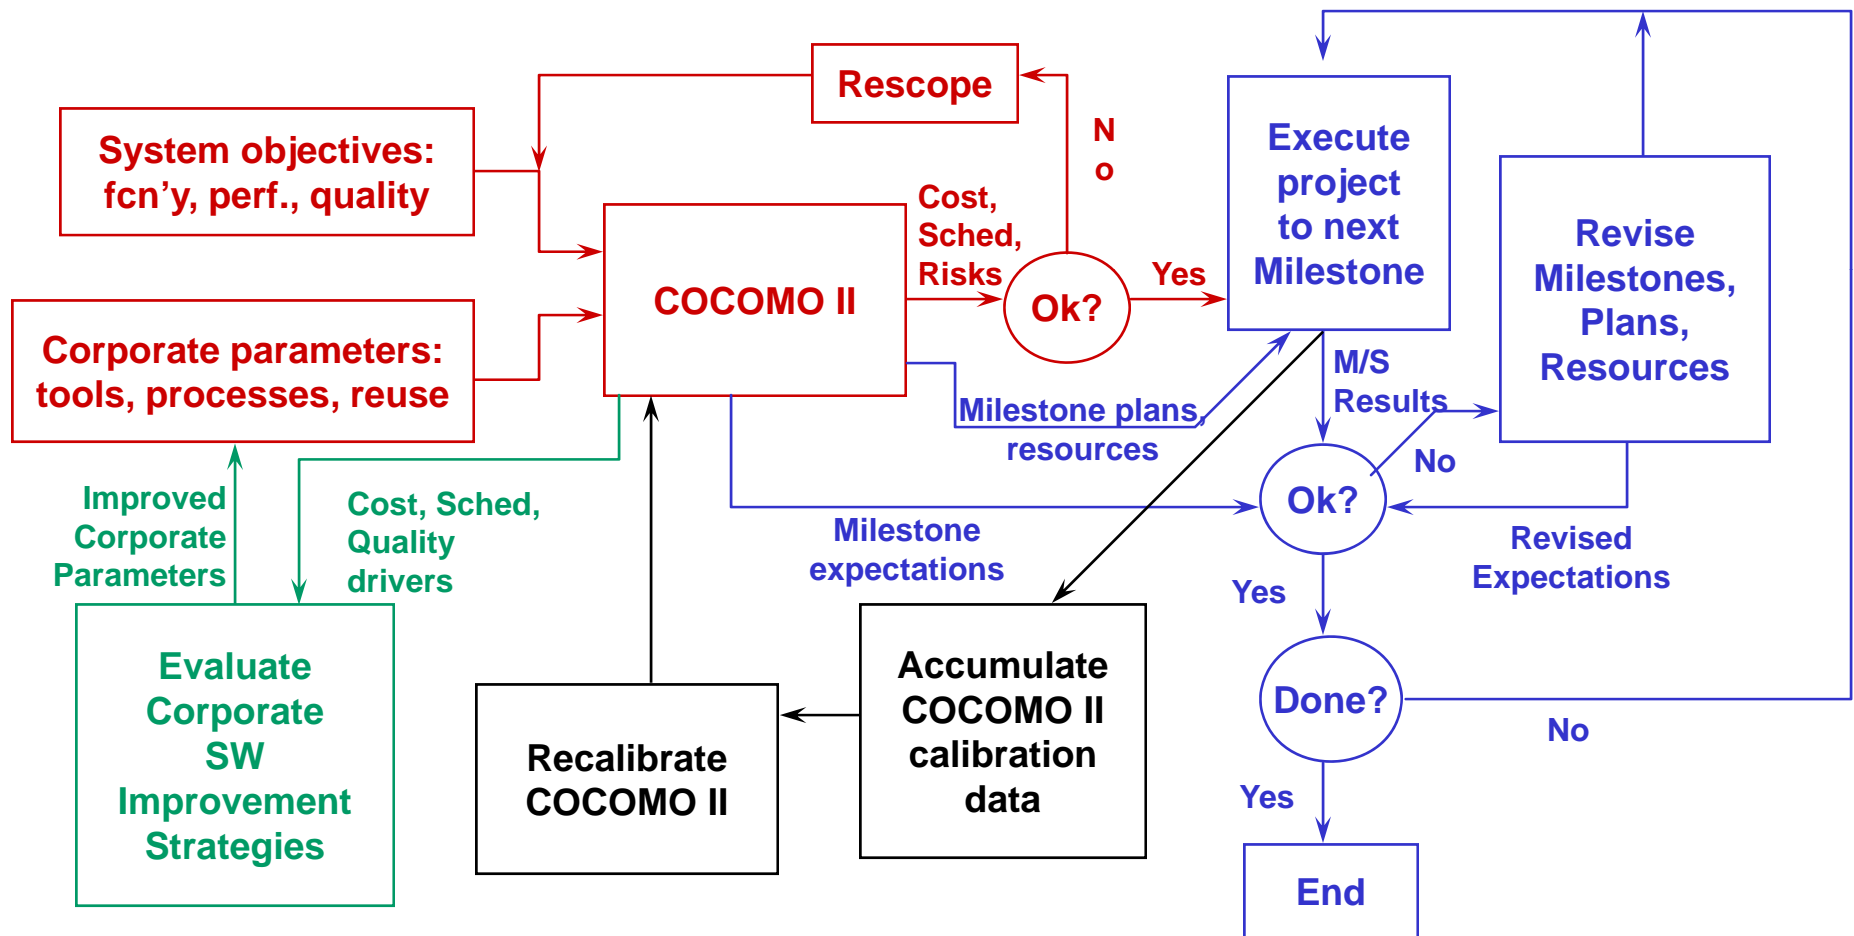 Rescope
System objectives:
fcn'y, perf., quality
N
o
Execute
project
to next
Milestone
Cost,
Sched,
Risks
COCOMO II
Ok?
Yes
Revise
Milestones,
Plans,
Resources
Corporate parameters:
tools, processes, reuse
M/S
Results
Milestone plans,
resources
No
Ok?
Improved
Corporate
Parameters
Cost, Sched,
Quality
drivers
Milestone
expectations
Revised
Expectations
Yes
Evaluate
Corporate
SW
Improvement
Strategies
Recalibrate
COCOMO II
Accumulate
COCOMO II
calibration
data
Done?
No
Yes
End